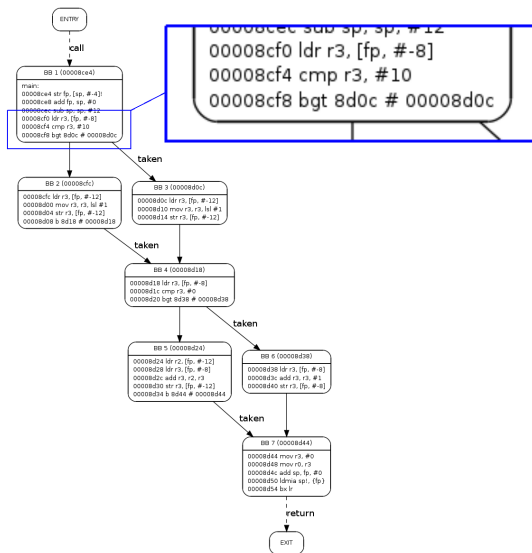 ENTRY
call
BB 1 (00008ce4)
main:
00008ce4 str fp, [sp, #-4]!
00008ce8 add fp, sp, #0
00008cec sub sp, sp, #12
00008cf0 ldr r3, [fp, #-8]
00008cf4 cmp r3, #10
00008cf8 bgt 8d0c # 00008d0c
00008cec sub sp, sp, #12
00008cf0 ldr r3, [fp, #-8]
00008cf4 cmp r3, #10
00008cf8 bgt 8d0c # 00008d0c
taken
BB 2 (00008cfc)
00008cfc ldr r3, [fp, #-12]
00008d00 mov r3, r3, lsl #1
00008d04 str r3, [fp, #-12]
00008d08 b 8d18 # 00008d18
BB 3 (00008d0c)
00008d0c ldr r3, [fp, #-12]
00008d10 mov r3, r3, lsl #1
00008d14 str r3, [fp, #-12]
taken
BB 4 (00008d18)
00008d18 ldr r3, [fp, #-8]
00008d1c cmp r3, #0
00008d20 bgt 8d38 # 00008d38
taken
BB 5 (00008d24)
00008d24 ldr r2, [fp, #-12]
00008d28 ldr r3, [fp, #-8]
00008d2c add r3, r2, r3
00008d30 str r3, [fp, #-12]
00008d34 b 8d44 # 00008d44
BB 6 (00008d38)
00008d38 ldr r3, [fp, #-8]
00008d3c add r3, r3, #1
00008d40 str r3, [fp, #-8]
taken
BB 7 (00008d44)
00008d44 mov r3, #0
00008d48 mov r0, r3
00008d4c add sp, fp, #0
00008d50 ldmia sp!, {fp}
00008d54 bx lr
return
EXIT